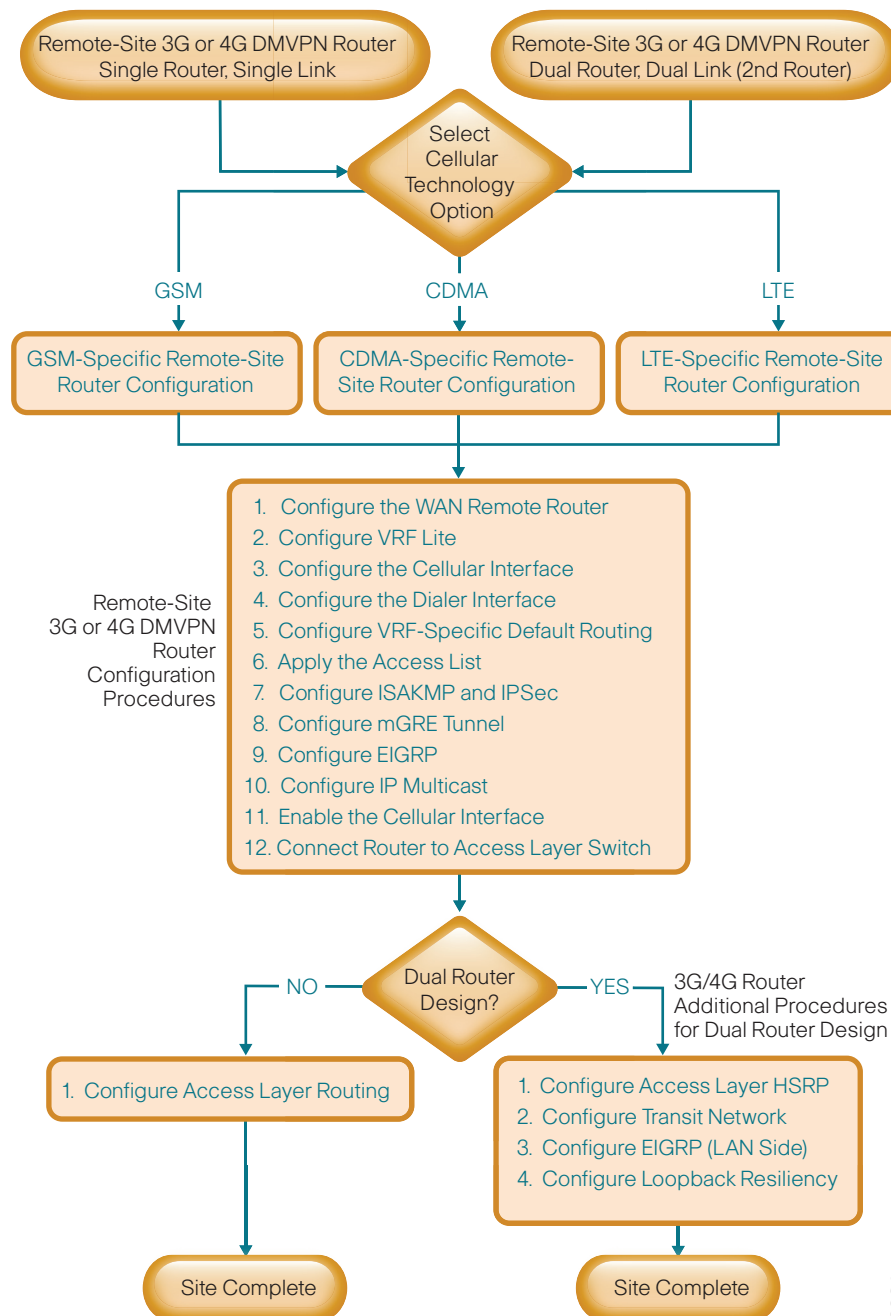 Remote-Site 3G or 4G DMVPN Router
Single Router, Single Link
Remote-Site 3G or 4G DMVPN Router
Dual Router, Dual Link (2nd Router)
Select
Cellular
Technology
Option
GSM
CDMA
LTE
GSM-Specific Remote-Site
Router Configuration
CDMA-Specific Remote-
Site Router Configuration
LTE-Specific Remote-Site
Router Configuration
Remote-Site
3G or 4G DMVPN
Router
Configuration
Procedures
1. Configure the WAN Remote Router
2. Configure VRF Lite
3. Configure the Cellular Interface
4. Configure the Dialer Interface
5. Configure VRF-Specific Default Routing
6. Apply the Access List
7. Configure ISAKMP and IPSec
8. Configure mGRE Tunnel
9. Configure EIGRP
10. Configure IP Multicast
11. Enable the Cellular Interface
12. Connect Router to Access Layer Switch
Dual Router
Design?
NO
YES
3G/4G Router
Additional Procedures
for Dual Router Design
1. Configure Access Layer Routing
1. Configure Access Layer HSRP
2. Configure Transit Network
3. Configure EIGRP (LAN Side)
4. Configure Loopback Resiliency
Site Complete
Site Complete